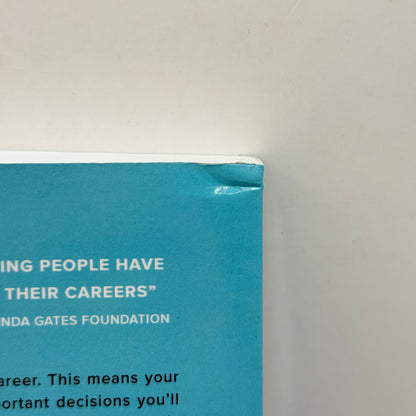 ING PEOPLE HAVE
THEIR CAREERS”
NDA GATES FOUNDATION
areer. This means your
portant decisions you’ll